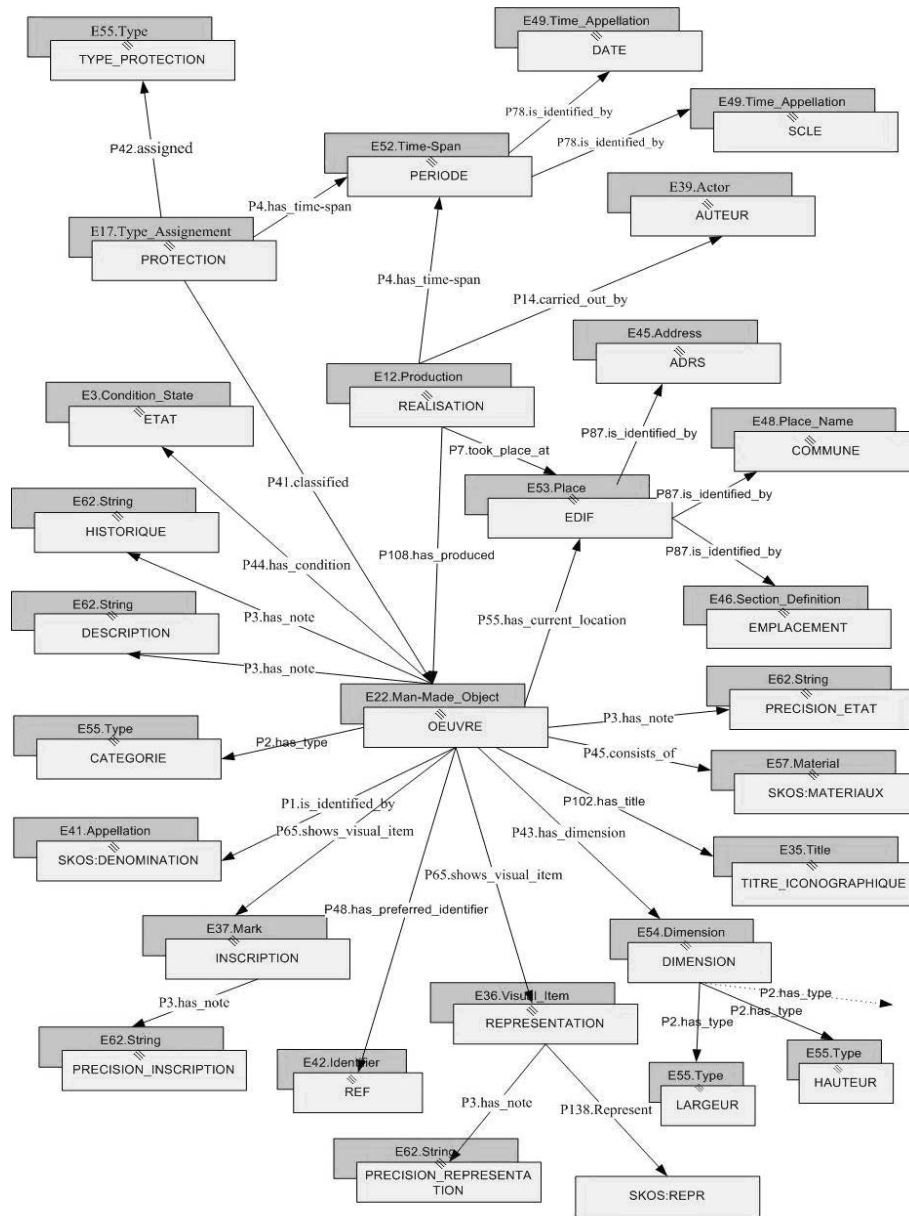 E55.Type
TYPE_PROTECTION
E49.Time_Appellation
DATE
P78.is_identified_by
E49.Time_Appellation
SCLE
P42.assigned
P78.is_identified_by
E52.Time-Span
PERIODE
E39.Actor
AUTEUR
P4.has_time-span
E17.Type_Assignement
PROTECTION
P4.has_time-span
P14.carried_out_by
E45.Address
ADRS
E12.Production
REALISATION
E3.Condition_State
ETAT
E48.Place_Name
COMMUNE
P87.is_identified_by
P7.took_place_at
P41.classified
E53.Place
EDIF
P87.is_identified_by
E62.String
HISTORIQUE
P108.has_produced
P87.is_identified_by
P44.has_condition
E62.String
DESCRIPTION
E46.Section_Definition
EMPLACEMENT
P3.has_note
P55.has_current_location
P3.has_note
E22.Man-Made_Object
OEUVRE
E62.String
PRECISION_ETAT
P3.has_note
E55.Type
CATEGORIE
P2.has_type
P45.consists_of
E57.Material
SKOS:MATERIAUX
P1.is_identified_by
P102.has_title
P65.shows_visual_item
P43.has_dimension
E41.Appellation
SKOS:DENOMINATION
E35.Title
TITRE_ICONOGRAPHIQUE
P65.shows_visual_item
P48.has_preferred_identifier
E37.Mark
INSCRIPTION
E54.Dimension
DIMENSION
P3.has_note
P2.has_type
P2.has_type
P2.has_type
E36.Visual_Item
REPRESENTATION
E62.String
PRECISION_INSCRIPTION
E42.Identifier
REF
E55.Type
HAUTEUR
E55.Type
LARGEUR
P3.has_note
P138.Represent
E62.String
PRECISION_REPRESENTA
TION
SKOS:REPR